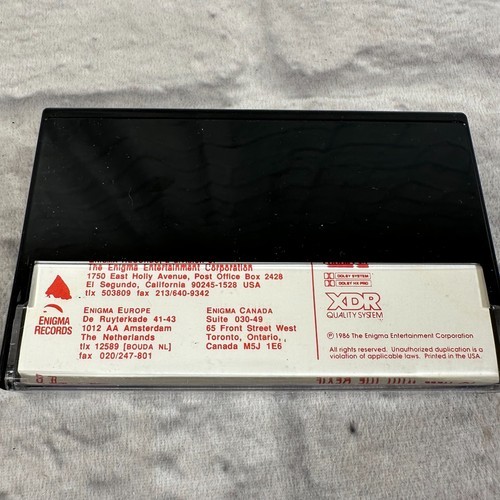 The Enigma Entertainment Corporation
1750 East Holly Avenue, Post Office Box 2428
El Segundo, California 90245-1528 USA
tlx 503809 fax 213/640-9342
ENIGMA RECORDS
ENIGMA EUROPE
De Ruyterkade 41-43
1012 AA Amsterdam
The Netherlands
tlx 12589 [BOUDA NL]
fax 020/247-801
ENIGMA CANADA
Suite 030-49
65 Front Street West
Toronto, Ontario,,
Canada M5J 1E6
DOLBY SYSTEM
DOLBY HX PRO
XDR
QUALITY SYSTEM
℗ 1986 The Enigma Entertainment Corporation
All rights reserved. Unauthorized duplication is a
violation of applicable laws. Printed in the USA.